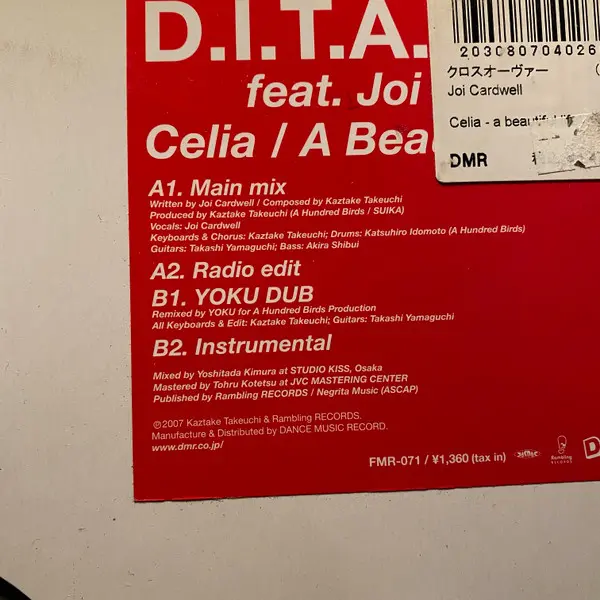 D.I.T.A.
feat. Joi
Celia / A Beau
203080704026
クロスオーヴァー
Joi Cardwell
Celia - a beautiful life
DMR
A1. Main mix
Written by Joi Cardwell / Composed by Kaztake Takeuchi
Produced by Kaztake Takeuchi (A Hundred Birds / SUIKA)
Vocals: Joi Cardwell
Keyboards & Chorus: Kaztake Takeuchi; Drums: Katsuhiro Idomoto (A Hundred Birds)
Guitars: Takashi Yamaguchi; Bass: Akira Shibui
A2. Radio edit
B1. YOKU DUB
Remixed by YOKU for A Hundred Birds Production
All Keyboards & Edit: Kaztake Takeuchi; Guitars: Takashi Yamaguchi
B2. Instrumental
Mixed by Yoshitada Kimura at STUDIO KISS, Osaka
Mastered by Tohru Kotetsu at JVC MASTERING CENTER
Published by Rambling RECORDS / Negrita Music (ASCAP)
℗2007 Kaztake Takeuchi & Rambling RECORDS.
Manufacture & Distributed by DANCE MUSIC RECORD.
www.dmr.co.jp/
FMR-071 / ¥1,360 (tax in)
Rambling
RECORDS